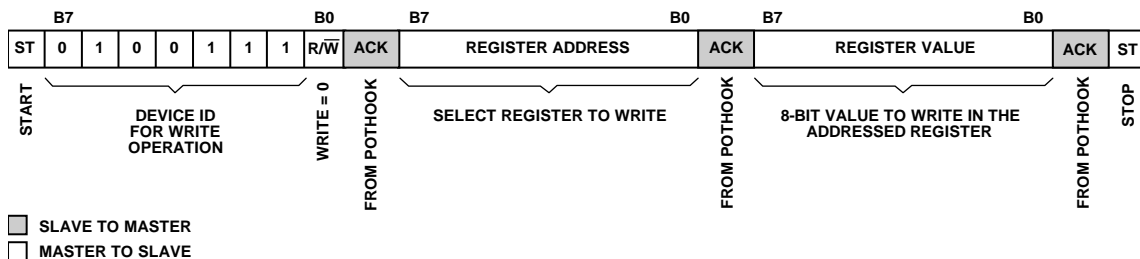 B7 B0 B7 B0 B7 B0
ST 0 1 0 0 1 1 1 R/W̅ ACK REGISTER ADDRESS ACK REGISTER VALUE ACK ST
START
DEVICE ID
FOR WRITE
OPERATION
WRITE = 0
FROM POTHOOK
SELECT REGISTER TO WRITE
FROM POTHOOK
8-BIT VALUE TO WRITE IN THE
ADDRESSED REGISTER
FROM POTHOOK
STOP
SLAVE TO MASTER
MASTER TO SLAVE